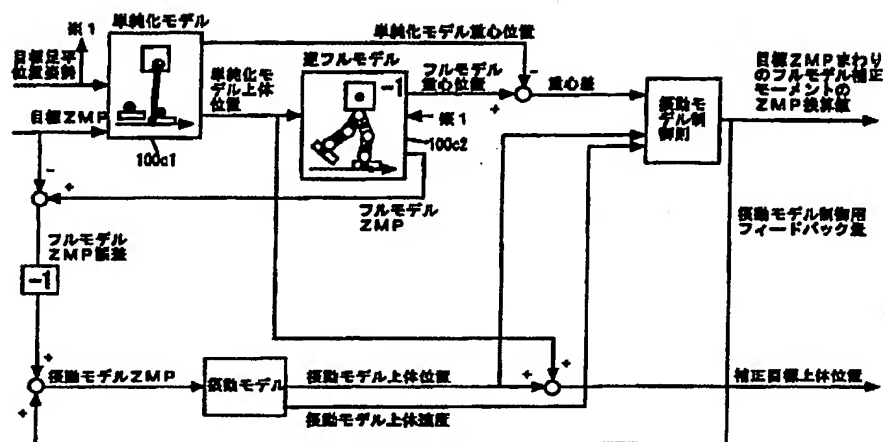 ※1
単純化モデル
単純化モデル重心位置
目標足平
位置姿勢
単純化モ
デル上体
位置
逆フルモデル
フルモデル
重心位置
-1
-
+
重心差
※1
目標ZMP
100c1
100c2
摂動モ
デル制
御則
目標ZMPまわり
のフルモデル補正
モーメントの
ZMP換算値
-
+
フルモデル
ZMP
フルモデル
ZMP誤差
-1
摂動モデル制御用
フィードバック量
+
+
摂動モデルZMP
摂動モデル
摂動モデル上体位置
+
+
補正目標上体位置
摂動モデル上体速度